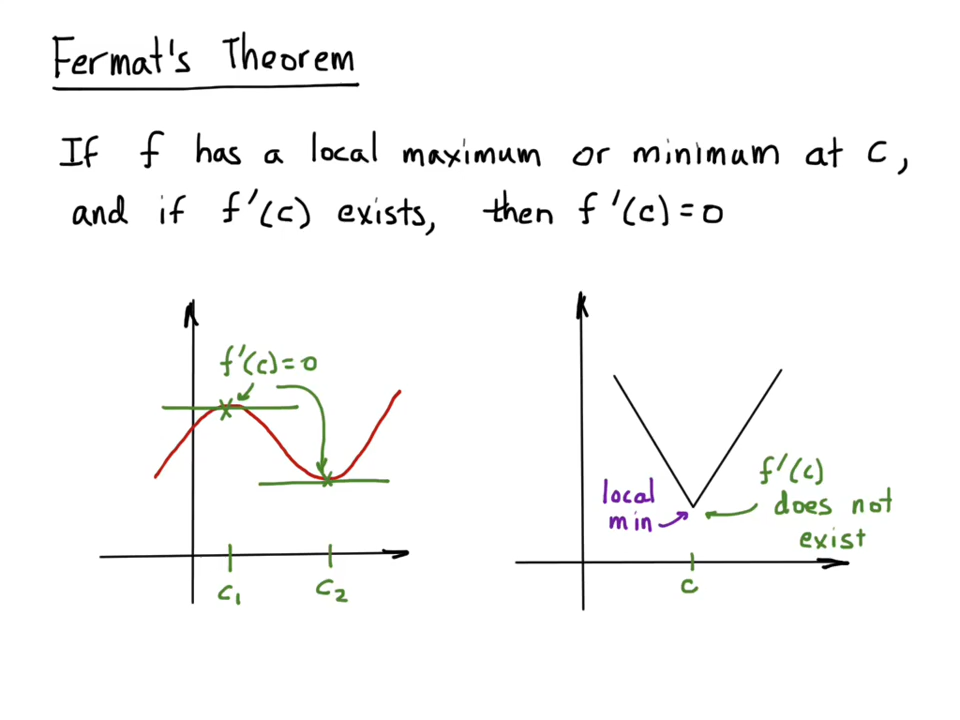 Fermat's Theorem
If f has a local maximum or minimum at c,
and if f'(c) exists, then f'(c)=0
f'(c)=0
c₁
c₂
local
min
f'(c)
does not
exist
c